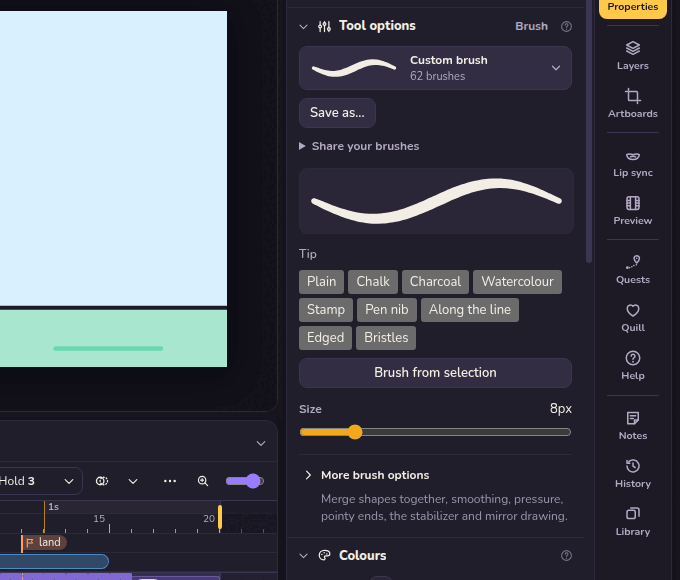 Properties
Tool options
Brush
Custom brush
62 brushes
Save as...
Share your brushes
Tip
Plain
Chalk
Charcoal
Watercolour
Stamp
Pen nib
Along the line
Edged
Bristles
Brush from selection
Size
8px
More brush options
Merge shapes together, smoothing, pressure,
pointy ends, the stabilizer and mirror drawing.
Colours
Layers
Artboards
Lip sync
Preview
Quests
Quill
Help
Notes
History
Library
Hold 3
1s
15
20
land